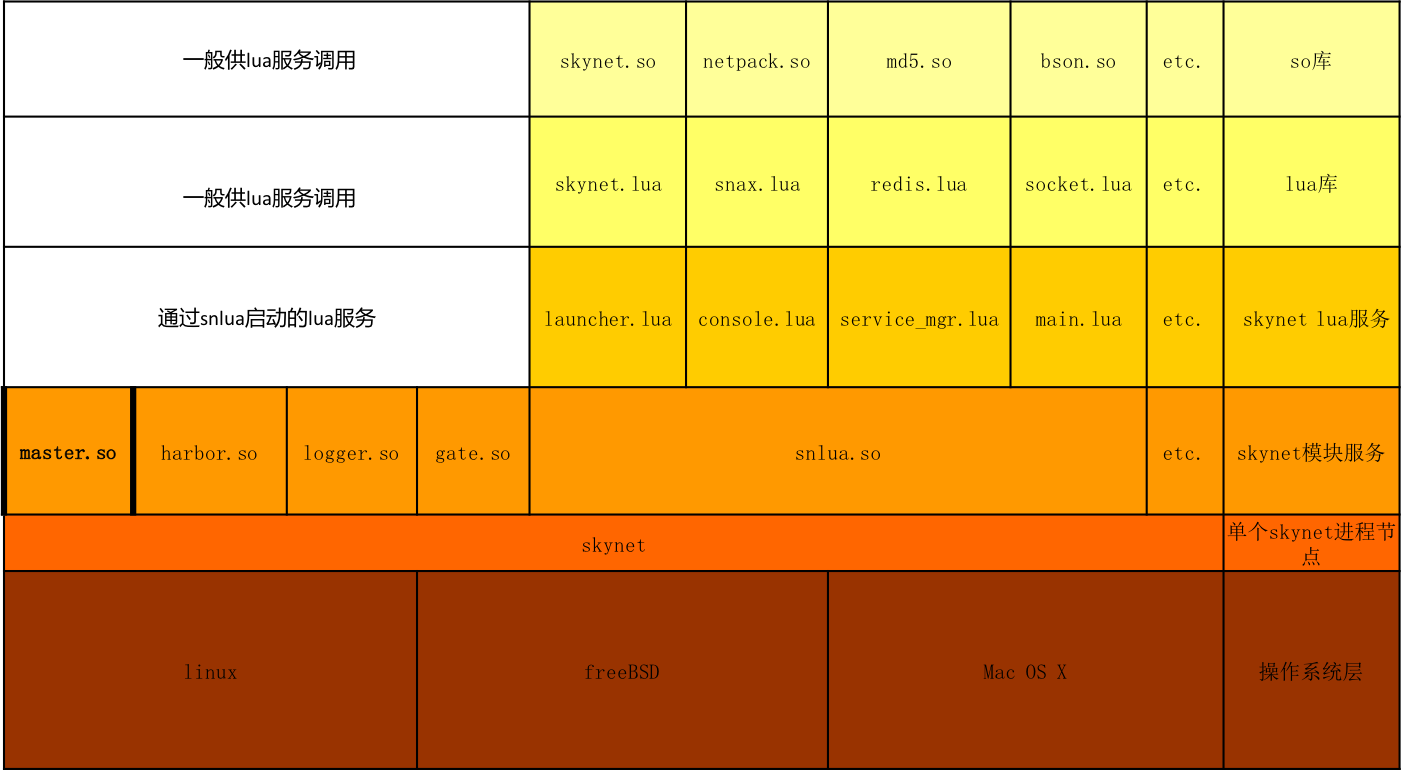 一般供lua服务调用
skynet.so
netpack.so
md5.so
bson.so
etc.
so库
一般供lua服务调用
skynet.lua
snax.lua
redis.lua
socket.lua
etc.
lua库
通过snlua启动的lua服务
launcher.lua
console.lua
service_mgr.lua
main.lua
etc.
skynet lua服务
master.so
harbor.so
logger.so
gate.so
snlua.so
etc.
skynet模块服务
skynet
单个skynet进程节
点
linux
freeBSD
Mac OS X
操作系统层